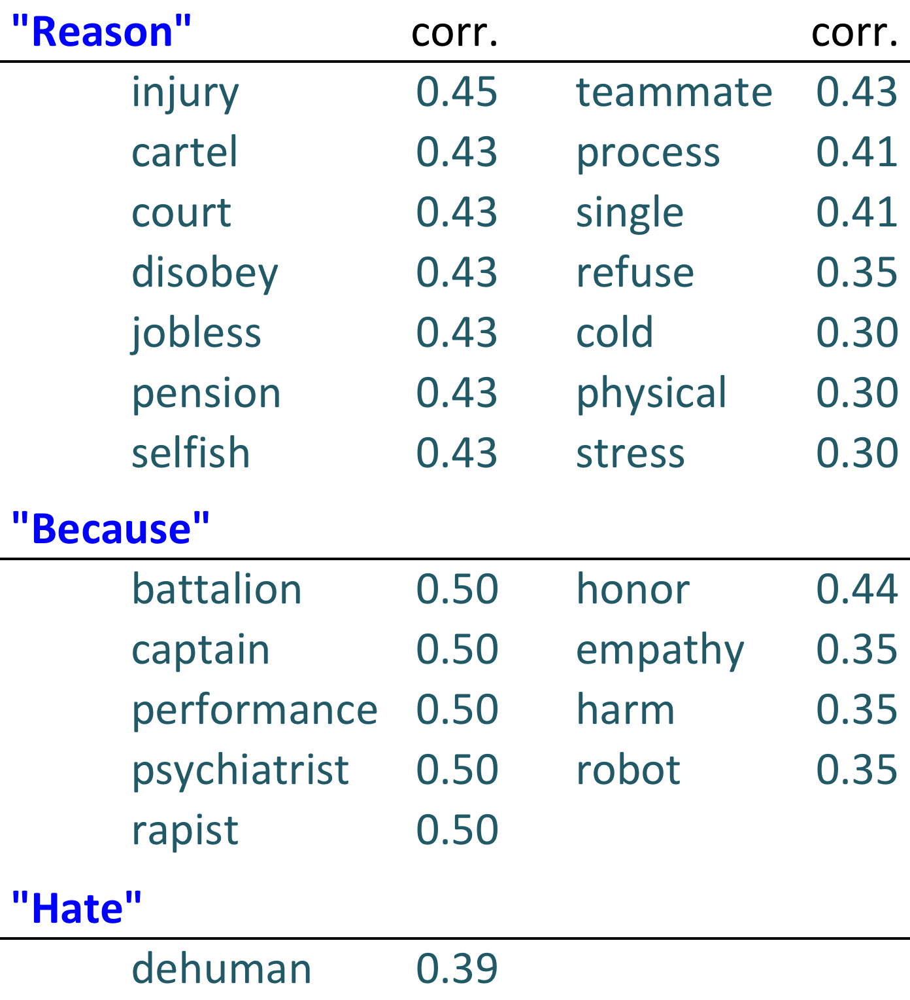 "Reason" corr. corr.
injury 0.45 teammate 0.43
cartel 0.43 process 0.41
court 0.43 single 0.41
disobey 0.43 refuse 0.35
jobless 0.43 cold 0.30
pension 0.43 physical 0.30
selfish 0.43 stress 0.30
"Because"
battalion 0.50 honor 0.44
captain 0.50 empathy 0.35
performance 0.50 harm 0.35
psychiatrist 0.50 robot 0.35
rapist 0.50
"Hate"
dehuman 0.39